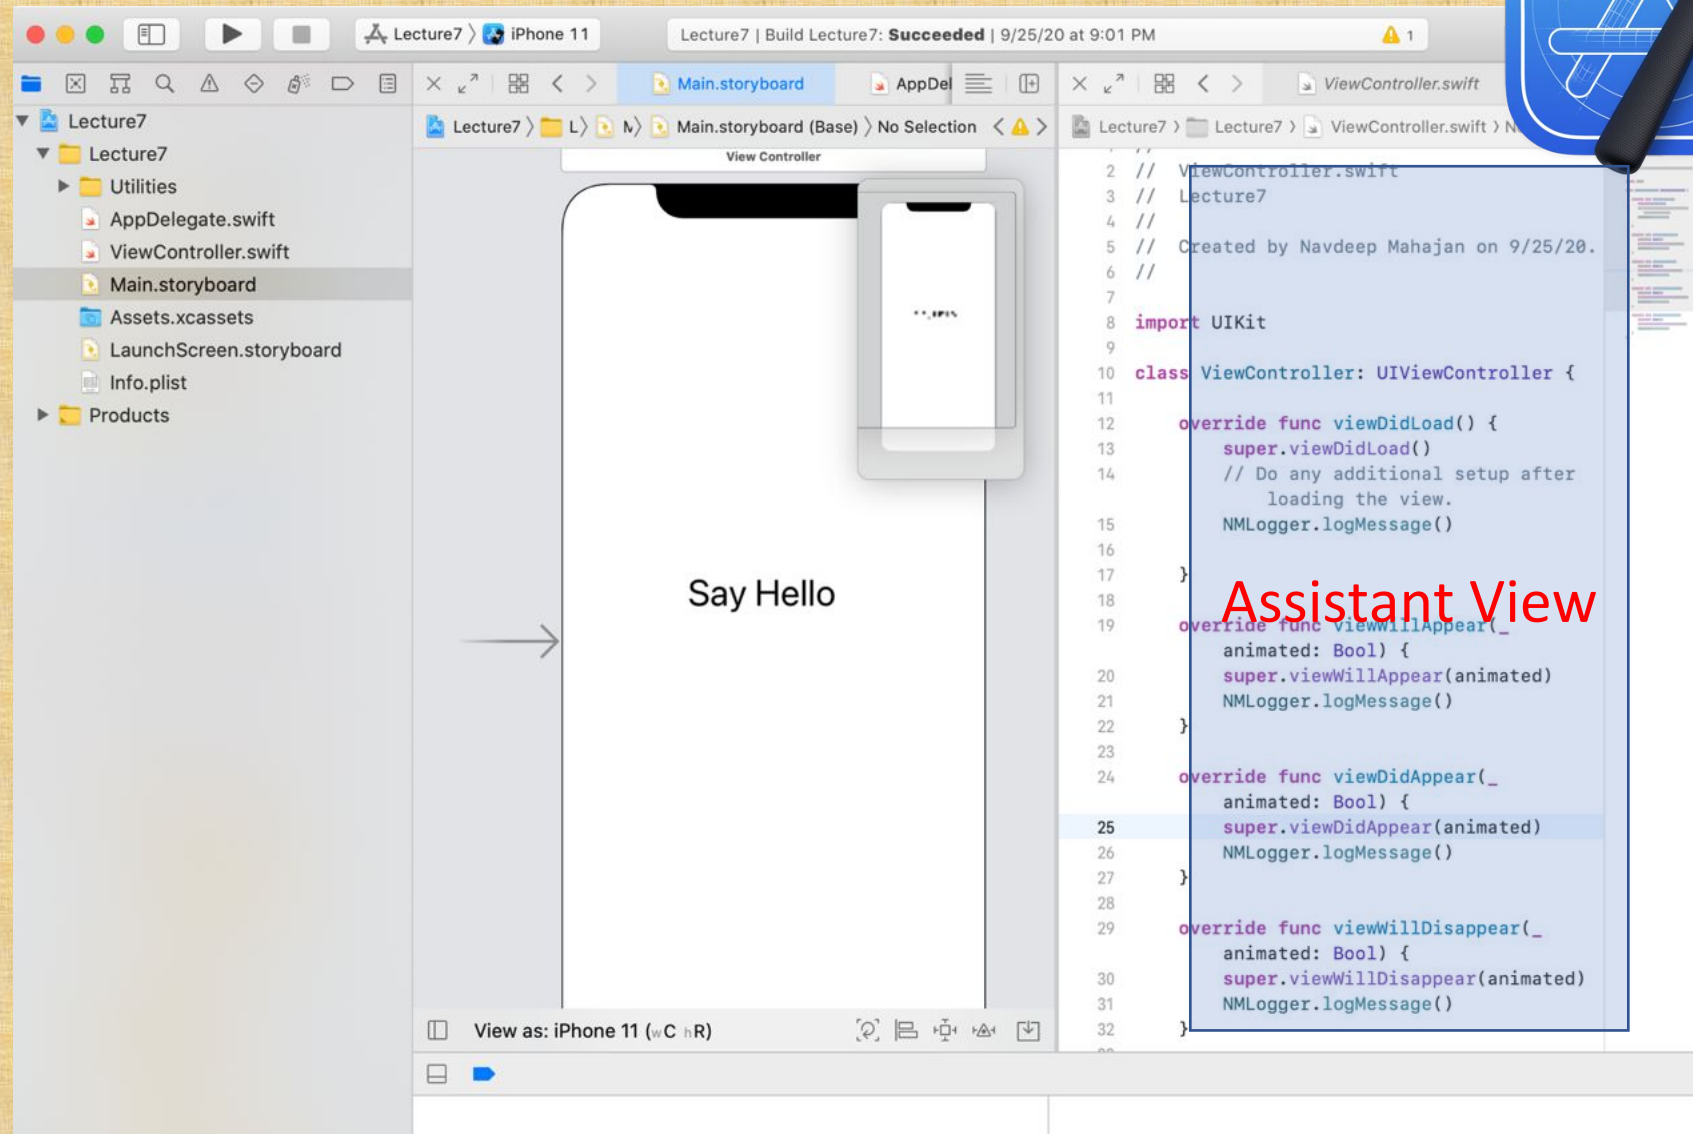 Lecture7 〉 iPhone 11
Lecture7 | Build Lecture7: Succeeded | 9/25/20 at 9:01 PM
1
Lecture7
Lecture7
Utilities
AppDelegate.swift
ViewController.swift
Main.storyboard
Assets.xcassets
LaunchScreen.storyboard
Info.plist
Products
Main.storyboard
AppDel
Lecture7 〉 L 〉 M 〉 Main.storyboard (Base) 〉 No Selection
View Controller
Say Hello
View as: iPhone 11 (wC hR)
ViewController.swift
Lecture7 〉 Lecture7 〉 ViewController.swift 〉 N
2 // ViewController.swift
3 // Lecture7
4 //
5 // Created by Navdeep Mahajan on 9/25/20.
6 //
7
8 import UIKit
9
10 class ViewController: UIViewController {
11
12 override func viewDidLoad() {
13 super.viewDidLoad()
14 // Do any additional setup after
loading the view.
15 NMLogger.logMessage()
16
17 }
18
Assistant View
19 override func viewWillAppear(_
animated: Bool) {
20 super.viewWillAppear(animated)
21 NMLogger.logMessage()
22 }
23
24 override func viewDidAppear(_
animated: Bool) {
25 super.viewDidAppear(animated)
26 NMLogger.logMessage()
27 }
28
29 override func viewWillDisappear(_
animated: Bool) {
30 super.viewWillDisappear(animated)
31 NMLogger.logMessage()
32 }